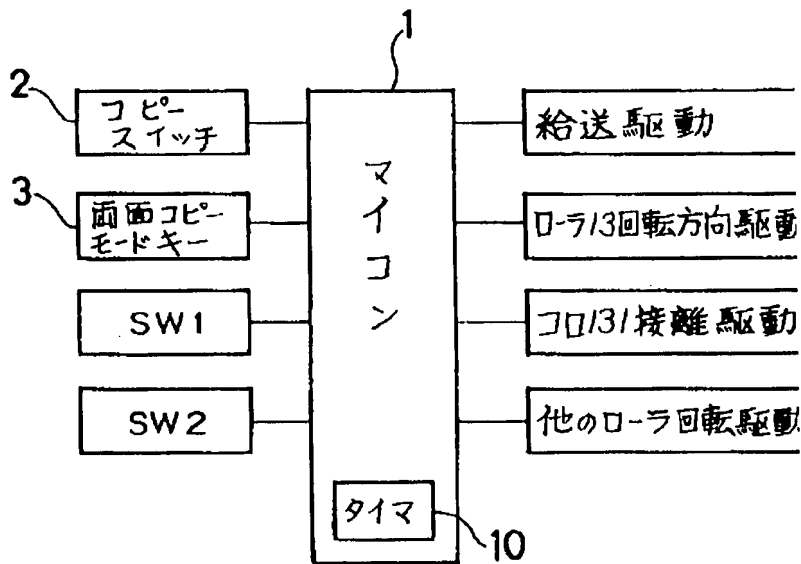 1
2
コピー
スイッチ
3
両面コピー
モードキー
SW1
SW2
マイコン
タイマ
10
給送駆動
ローラ13回転方向駆動
コロ131接離駆動
他のローラ回転駆動